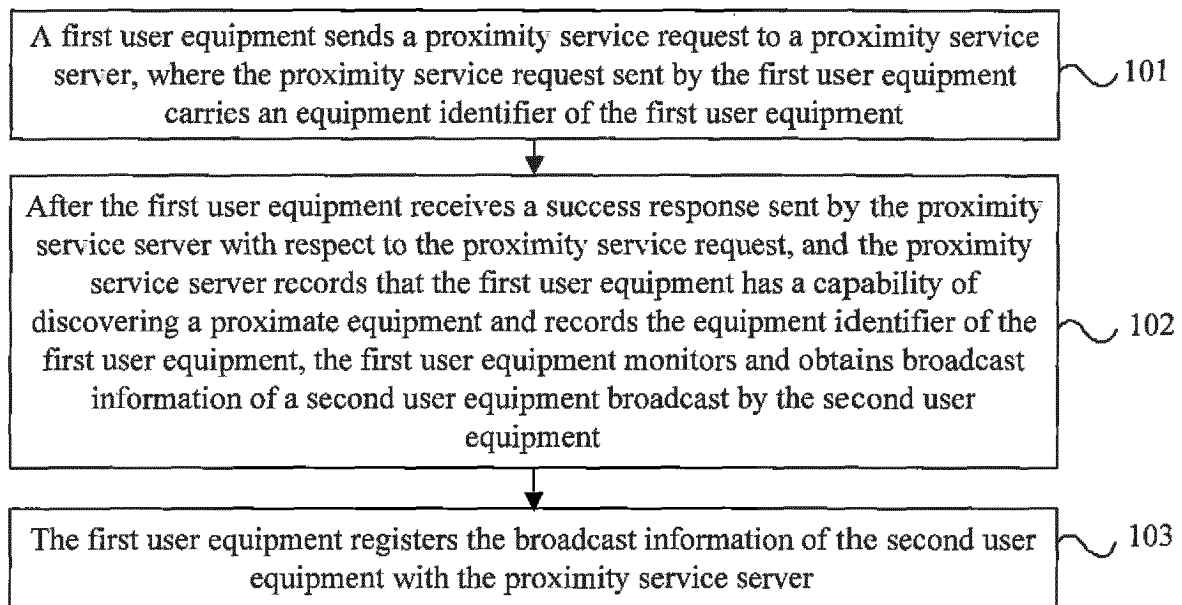 A first user equipment sends a proximity service request to a proximity service
server, where the proximity service request sent by the first user equipment
carries an equipment identifier of the first user equipment
101
After the first user equipment receives a success response sent by the proximity
service server with respect to the proximity service request, and the proximity
service server records that the first user equipment has a capability of
discovering a proximate equipment and records the equipment identifier of the
first user equipment, the first user equipment monitors and obtains broadcast
information of a second user equipment broadcast by the second user
equipment
102
The first user equipment registers the broadcast information of the second user
equipment with the proximity service server
103